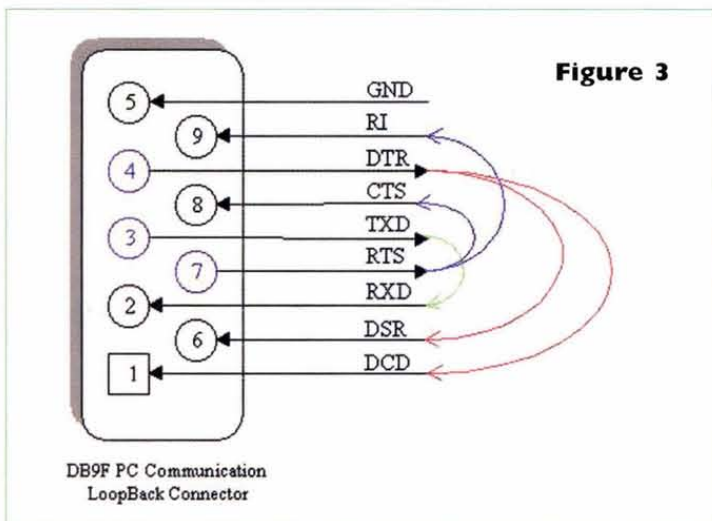 Figure 3
5 GND
9 RI
4 DTR
8 CTS
3 TXD
7 RTS
2 RXD
6 DSR
1 DCD
DB9F PC Communication
LoopBack Connector